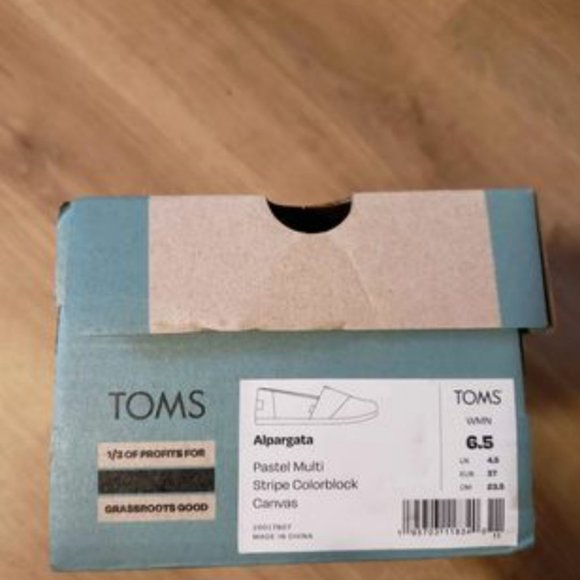 TOMS
1/3 OF PROFITS FOR
GRASSROOTS GOOD
Alpargata
Pastel Multi
Stripe Colorblock
Canvas
MADE IN CHINA
TOMS
WMN
6.5
UK 4.5
EUR 37
CM 23.5